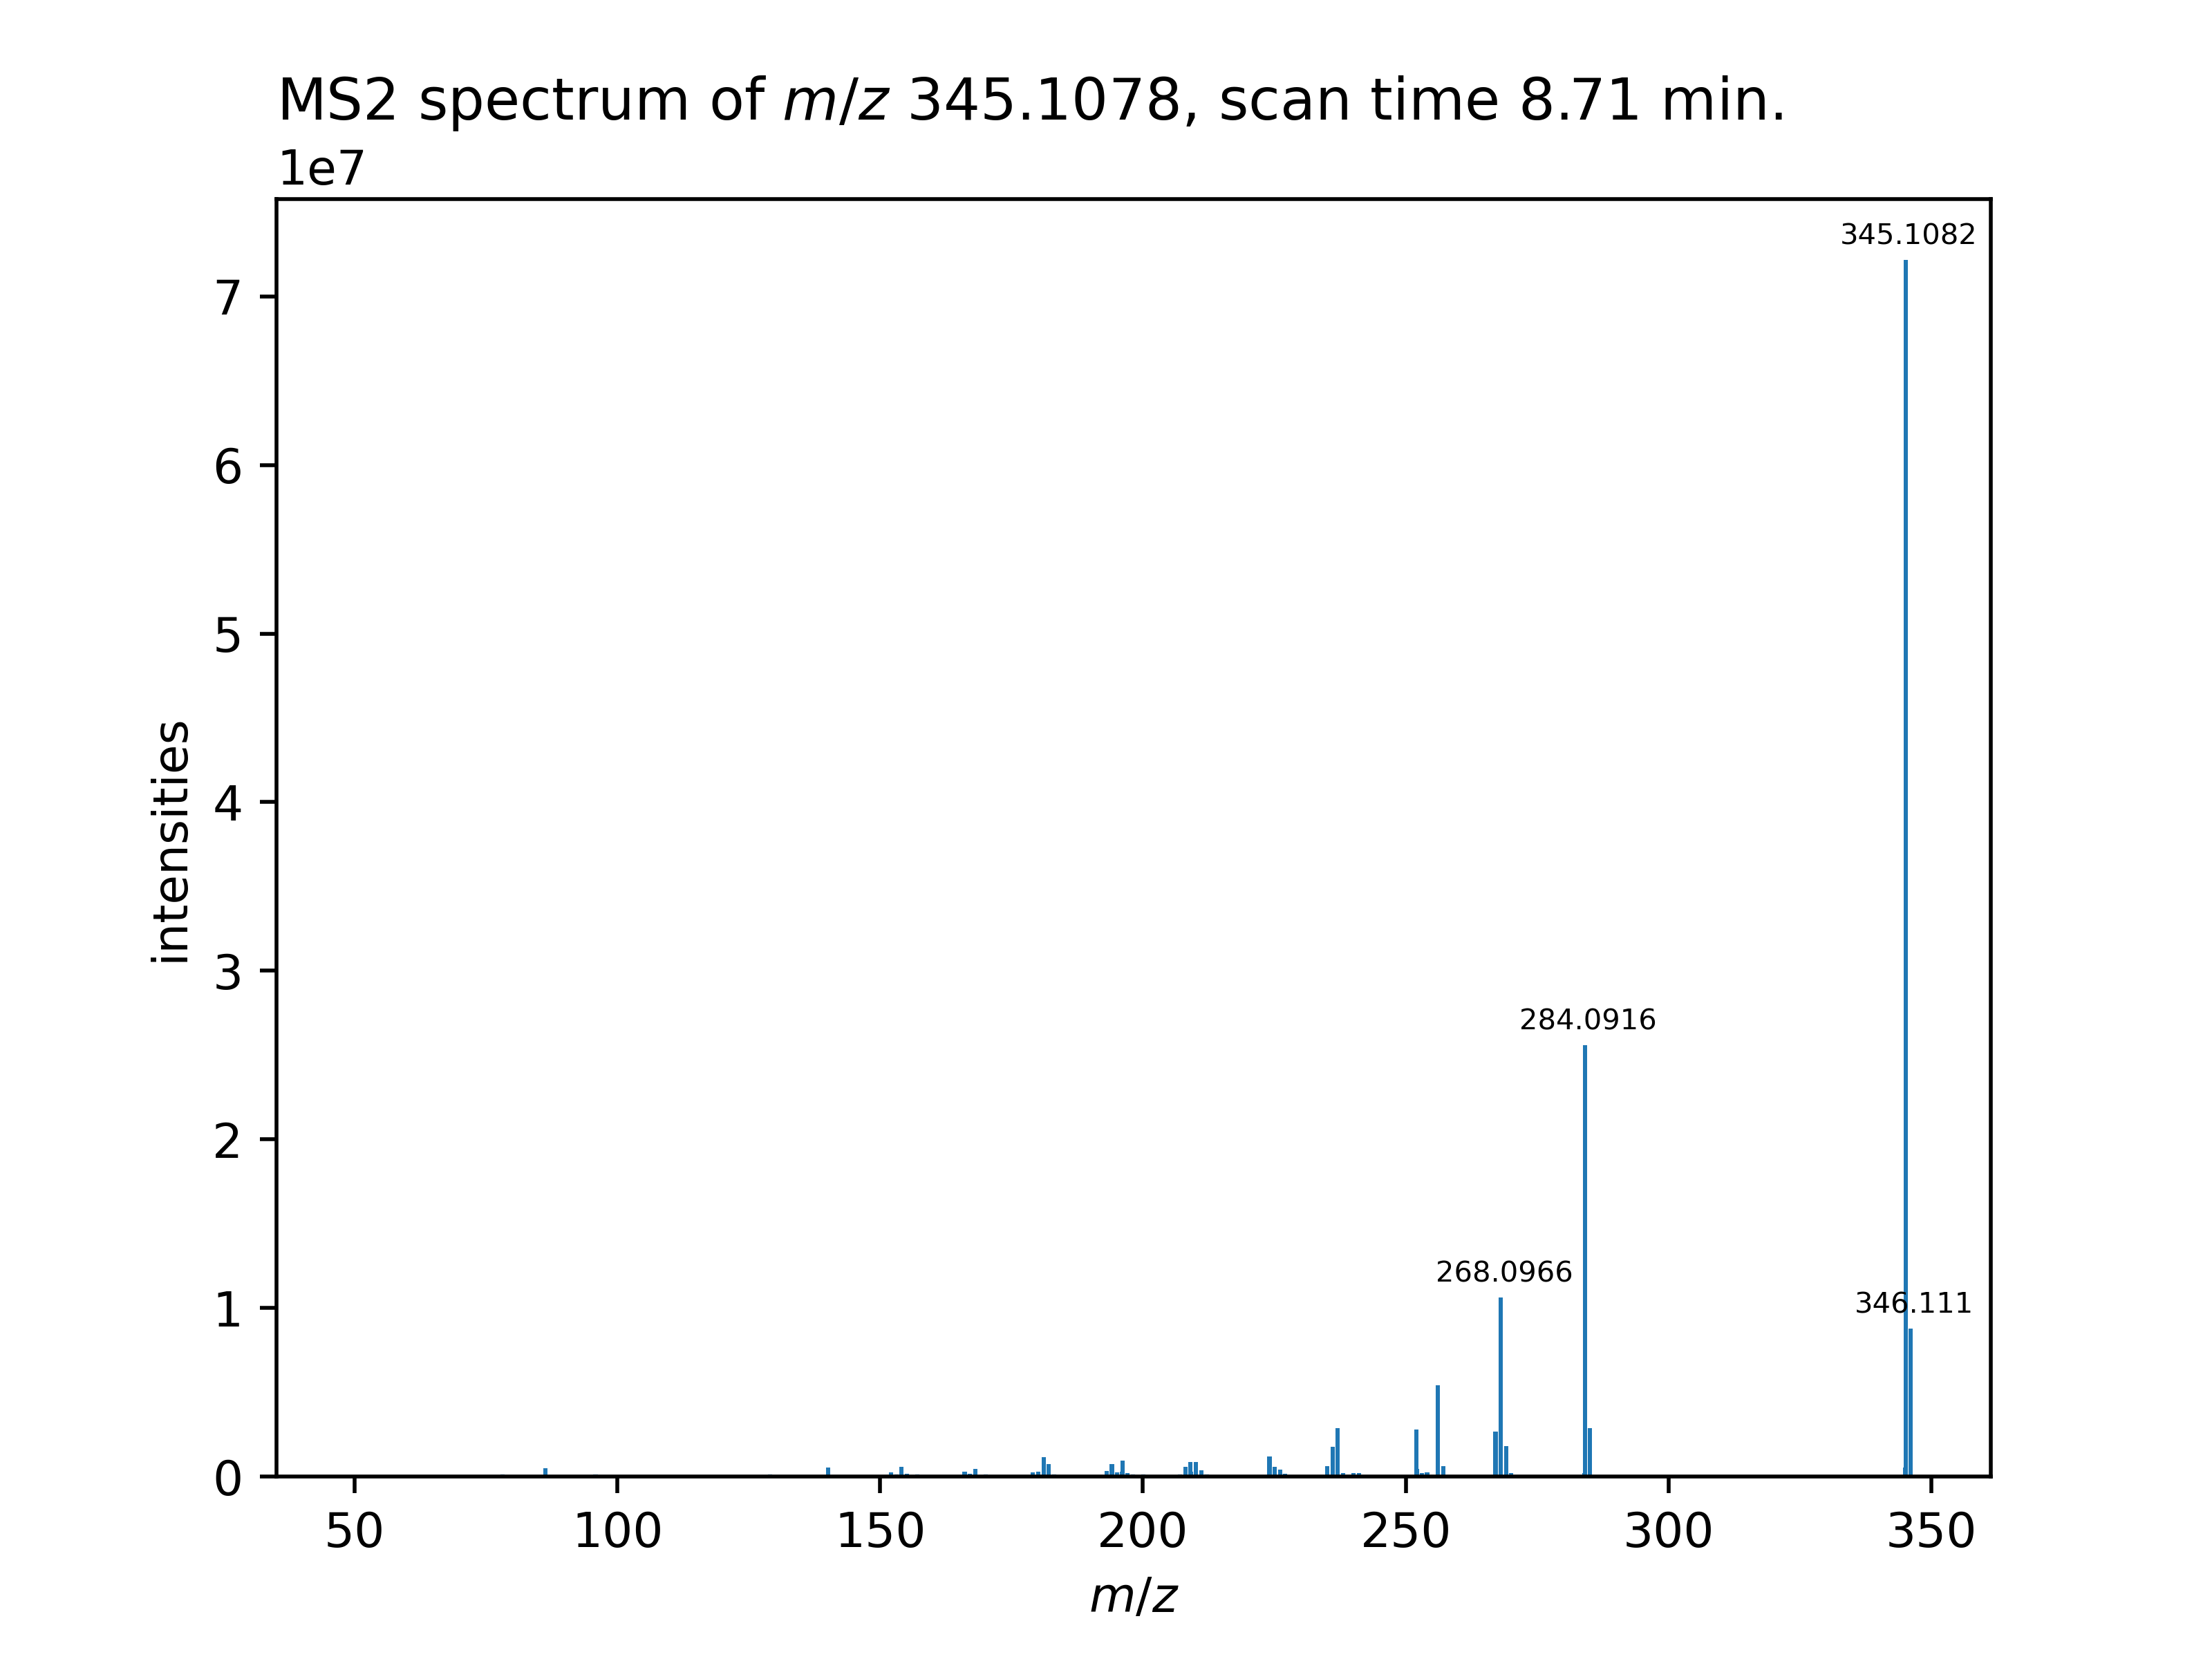 MS2 spectrum of m/z 345.1078, scan time 8.71 min.
1e7
345.1082
7
6
5
4
3
2
1
0
284.0916
268.0966
346.111
intensities
50 100 150 200 250 300 350
m/z